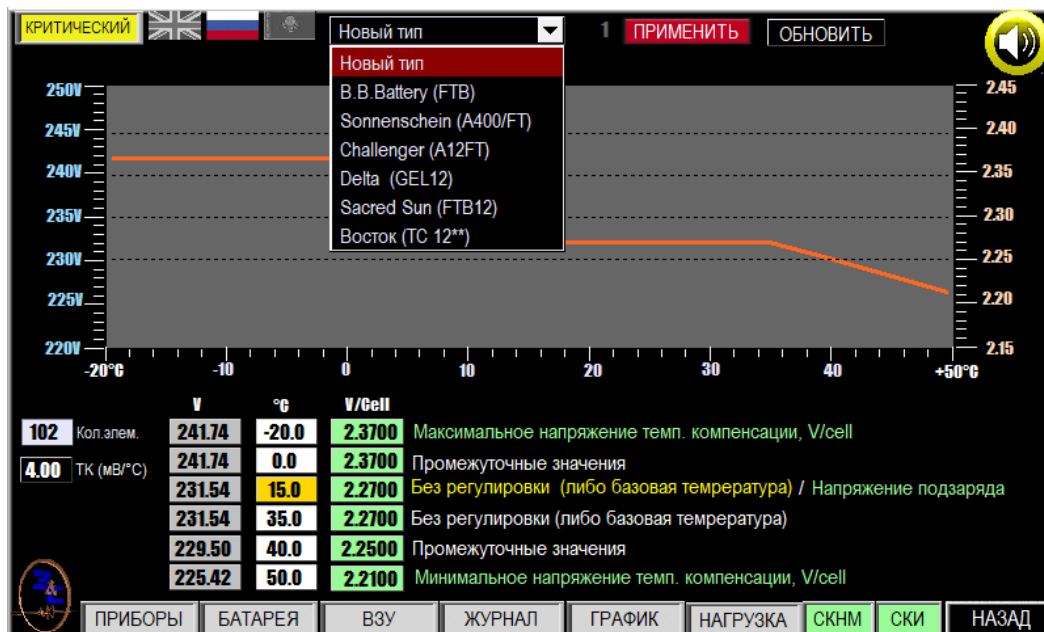 КРИТИЧЕСКИЙ Новый тип 1 ПРИМЕНИТЬ ОБНОВИТЬ
Новый тип
B.B.Battery (FTB)
Sonnenschein (A400/FT)
Challenger (A12FT)
Delta (GEL12)
Sacred Sun (FTB12)
Восток (ТС 12**)
250V 2.45
245V 2.40
240V 2.35
235V 2.30
230V 2.25
225V 2.20
220V 2.15
-20°C -10 0 10 20 30 40 +50°C
V °C V/Cell
102 Кол.элем. 241.74 -20.0 2.3700 Максимальное напряжение темп. компенсации, V/cell
4.00 ТК (мВ/°С) 241.74 0.0 2.3700 Промежуточные значения
231.54 15.0 2.2700 Без регулировки (либо базовая темпрература) / Напряжение подзаряда
231.54 35.0 2.2700 Без регулировки (либо базовая темпрература)
229.50 40.0 2.2500 Промежуточные значения
225.42 50.0 2.2100 Минимальное напряжение темп. компенсации, V/cell
ПРИБОРЫ БАТАРЕЯ ВЗУ ЖУРНАЛ ГРАФИК НАГРУЗКА СКНМ СКИ НАЗАД